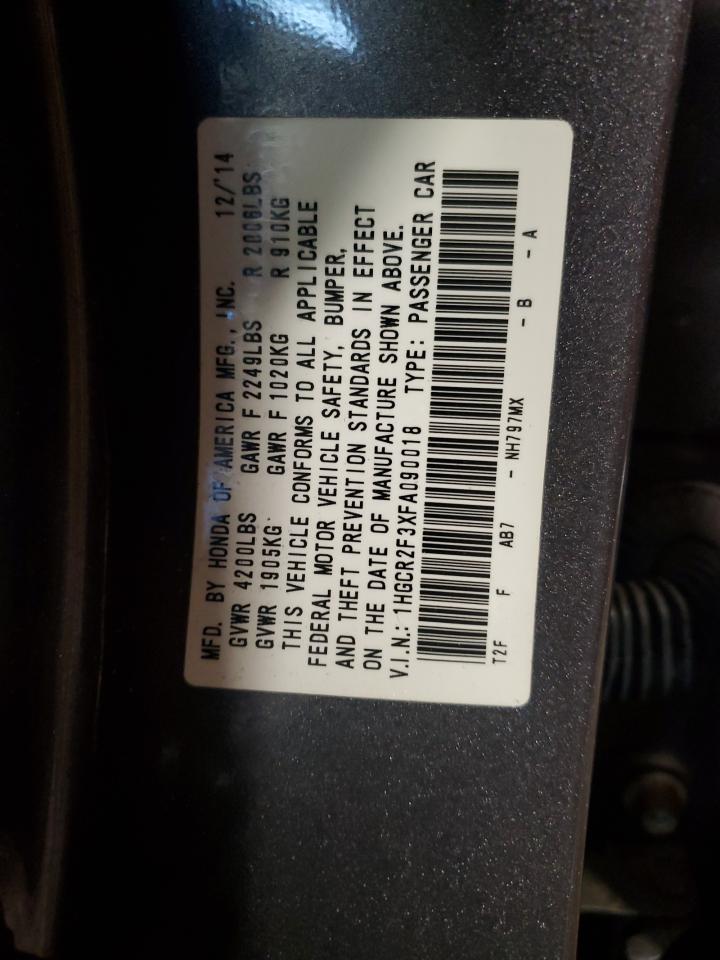 MFD. BY HONDA OF AMERICA MFG., INC. 12/'14
GVWR 4200LBS GAWR F 2249LBS R 2006LBS
GVWR 1905KG GAWR F 1020KG R 910KG
THIS VEHICLE CONFORMS TO ALL APPLICABLE
FEDERAL MOTOR VEHICLE SAFETY, BUMPER,
AND THEFT PREVENTION STANDARDS IN EFFECT
ON THE DATE OF MANUFACTURE SHOWN ABOVE.
V.I.N.: 1HGCR2F3XFA090018 TYPE: PASSENGER CAR
T2F F AB7 - NH797MX - B - A